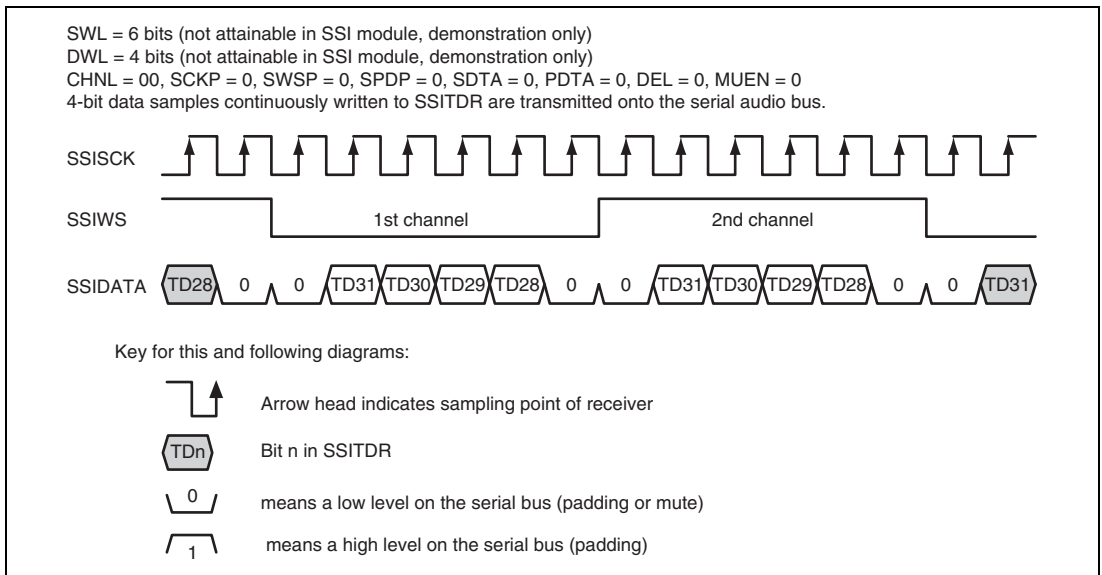 SWL = 6 bits (not attainable in SSI module, demonstration only)
DWL = 4 bits (not attainable in SSI module, demonstration only)
CHNL = 00, SCKP = 0, SWSP = 0, SPDP = 0, SDTA = 0, PDTA = 0, DEL = 0, MUEN = 0
4-bit data samples continuously written to SSITDR are transmitted onto the serial audio bus.
SSISCK
SSIWS 1st channel 2nd channel
SSIDATA TD28 0 0 TD31 TD30 TD29 TD28 0 0 TD31 TD30 TD29 TD28 0 0 TD31
Key for this and following diagrams:
Arrow head indicates sampling point of receiver
TDn Bit n in SSITDR
0 means a low level on the serial bus (padding or mute)
1 means a high level on the serial bus (padding)